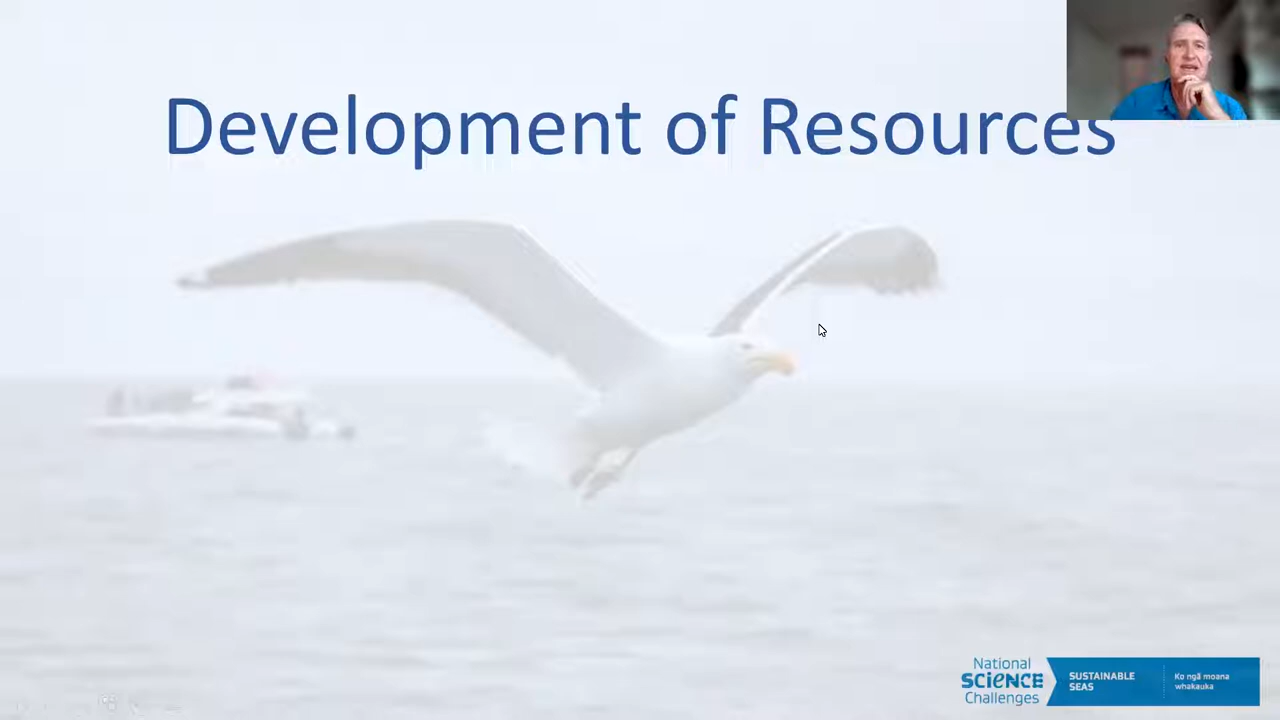 Development of Resources
National
SCIENCE
Challenges
SUSTAINABLE
SEAS
Ko ngā moana
whakauka